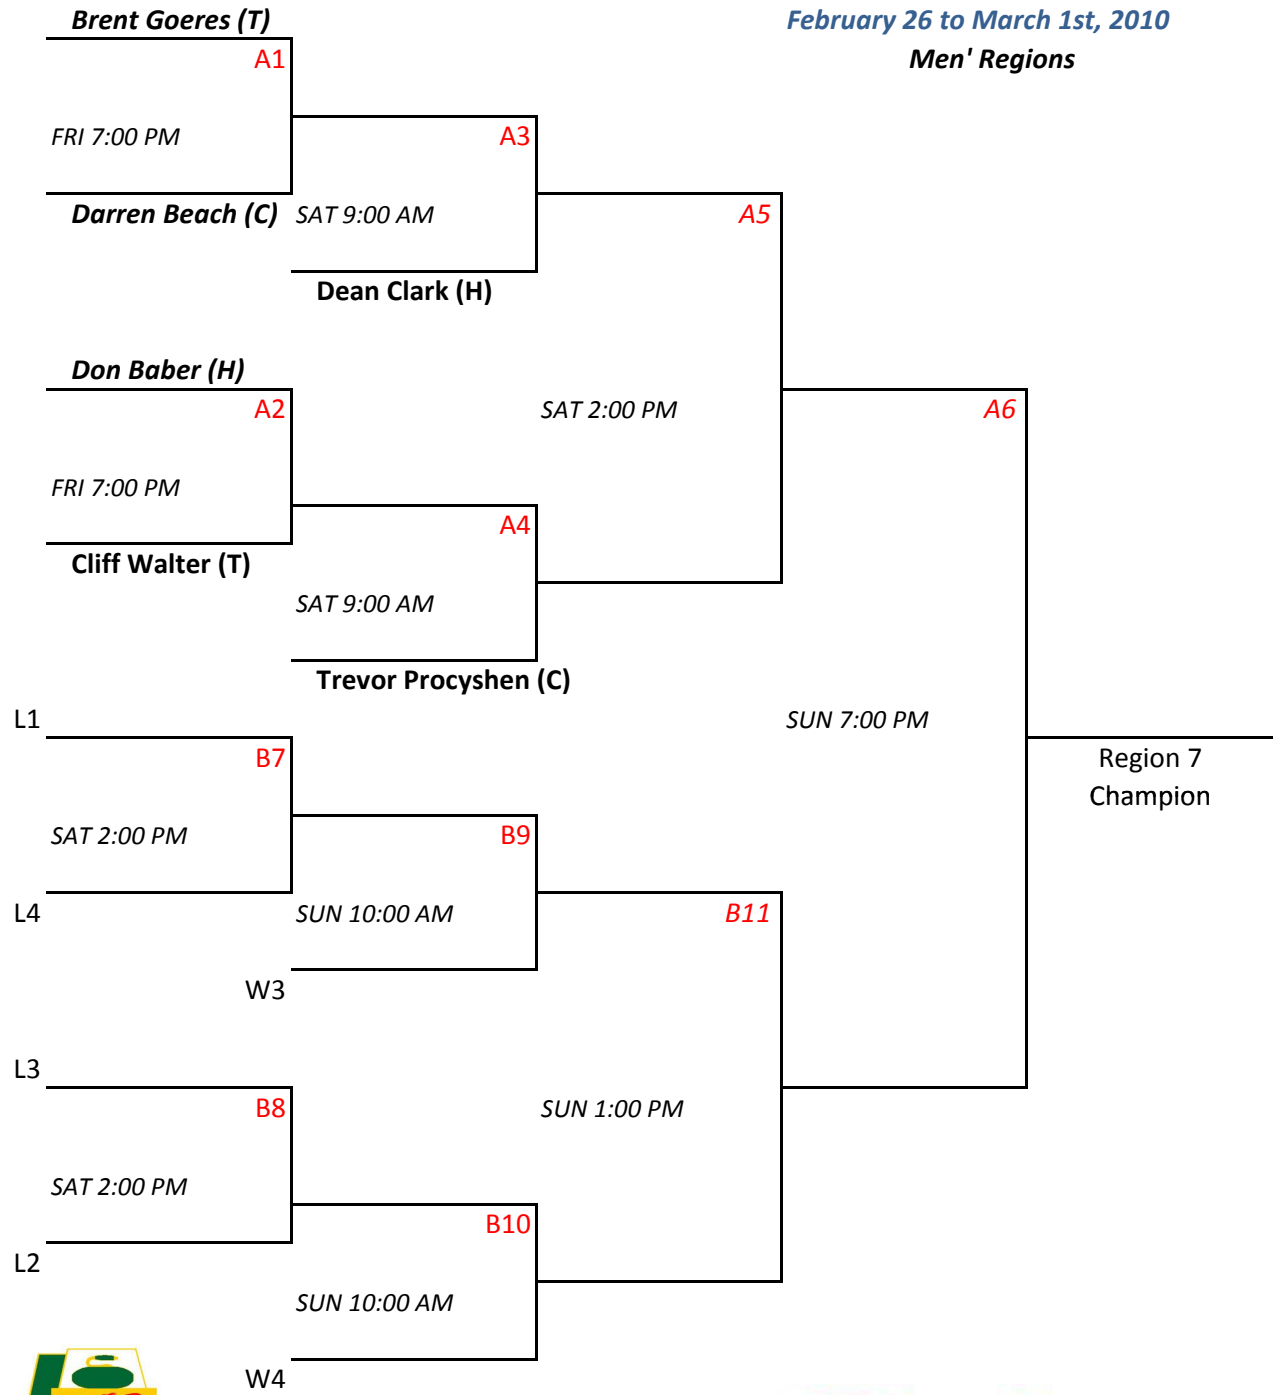 Brent Goeres (T)
February 26 to March 1st, 2010
A1
Men' Regions
FRI 7:00 PM
A3
Darren Beach (C)
SAT 9:00 AM
A5
Dean Clark (H)
Don Baber (H)
A2
SAT 2:00 PM
A6
FRI 7:00 PM
A4
Cliff Walter (T)
SAT 9:00 AM
Trevor Procyshen (C)
L1
SUN 7:00 PM
B7
Region 7
Champion
SAT 2:00 PM
B9
L4
SUN 10:00 AM
B11
W3
L3
B8
SUN 1:00 PM
SAT 2:00 PM
B10
L2
SUN 10:00 AM
W4